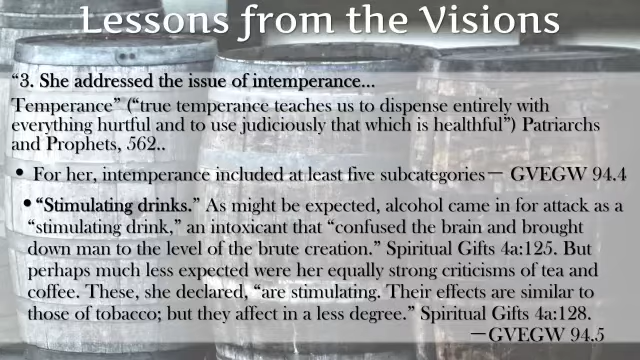 Lessons from the Visions
“3. She addressed the issue of intemperance...
Temperance” (“true temperance teaches us to dispense entirely with
everything hurtful and to use judiciously that which is healthful”) Patriarchs
and Prophets, 562..
• For her, intemperance included at least five subcategories— GVEGW 94.4
• “Stimulating drinks.” As might be expected, alcohol came in for attack as a
“stimulating drink,” an intoxicant that “confused the brain and brought
down man to the level of the brute creation.” Spiritual Gifts 4a:125. But
perhaps much less expected were her equally strong criticisms of tea and
coffee. These, she declared, “are stimulating. Their effects are similar to
those of tobacco; but they affect in a less degree.” Spiritual Gifts 4a:128.
—GVEGW 94.5